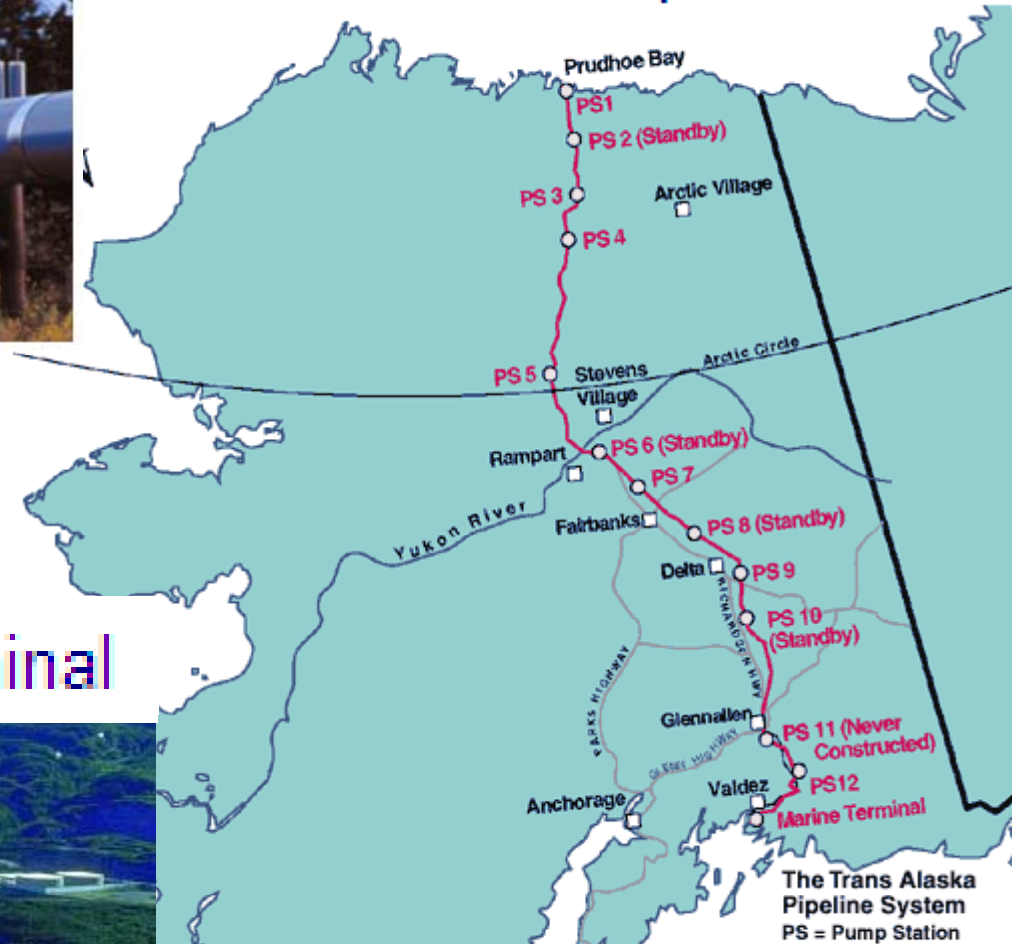 Prudhoe Bay
PS1
PS 2 (Standby)
PS 3
Arctic Village
PS 4
Arctic Circle
PS 5
Stevens
Village
PS 6 (Standby)
Rampart
PS 7
Yukon River
Fairbanks
PS 8 (Standby)
Delta
PS 9
RICHARDSON HWY
PS 10
(Standby)
inal
PARKS HIGHWAY
Glennallen
PS 11 (Never
Constructed)
GLENN HIGHWAY
PS12
Valdez
Anchorage
Marine Terminal
The Trans Alaska
Pipeline System
PS = Pump Station